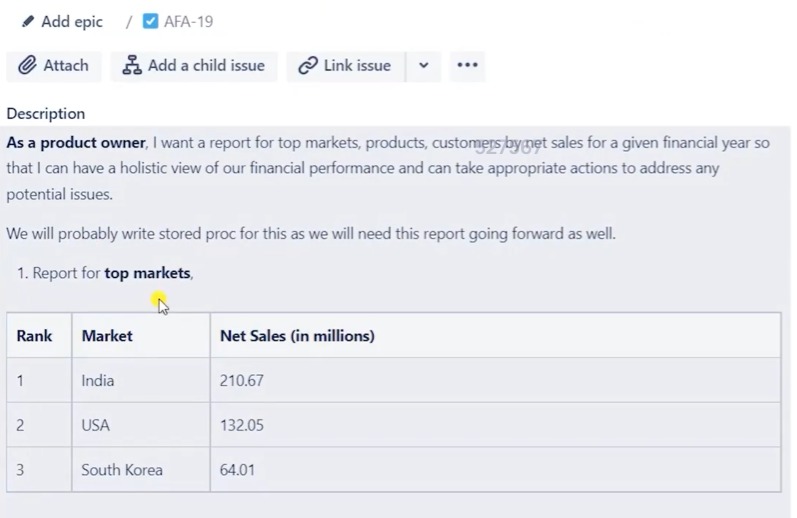 Add epic / AFA-19
Attach Add a child issue Link issue
Description
As a product owner, I want a report for top markets, products, customers by net sales for a given financial year so
that I can have a holistic view of our financial performance and can take appropriate actions to address any
potential issues.
We will probably write stored proc for this as we will need this report going forward as well.
1. Report for top markets,
Rank Market Net Sales (in millions)
1 India 210.67
2 USA 132.05
3 South Korea 64.01